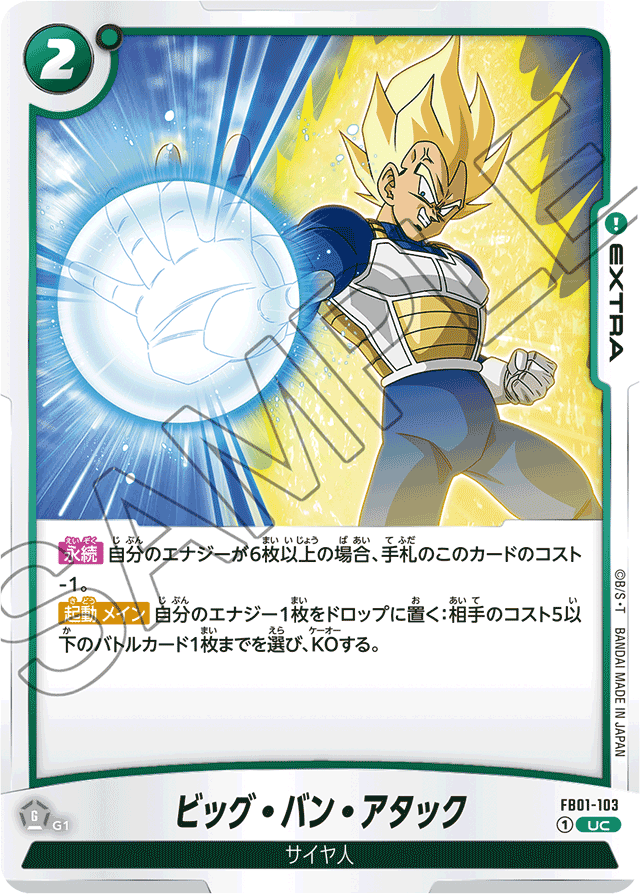 2
! EXTRA
SAMPLE
永続 自分のエナジーが6枚以上の場合、手札のこのカードのコスト
-1。
起動 メイン 自分のエナジー1枚をドロップに置く:相手のコスト5以
下のバトルカード1枚までを選び、KOする。
©B/S・T BANDAI MADE IN JAPAN
ビッグ・バン・アタック
FB01-103
G G1
1 UC
サイヤ人